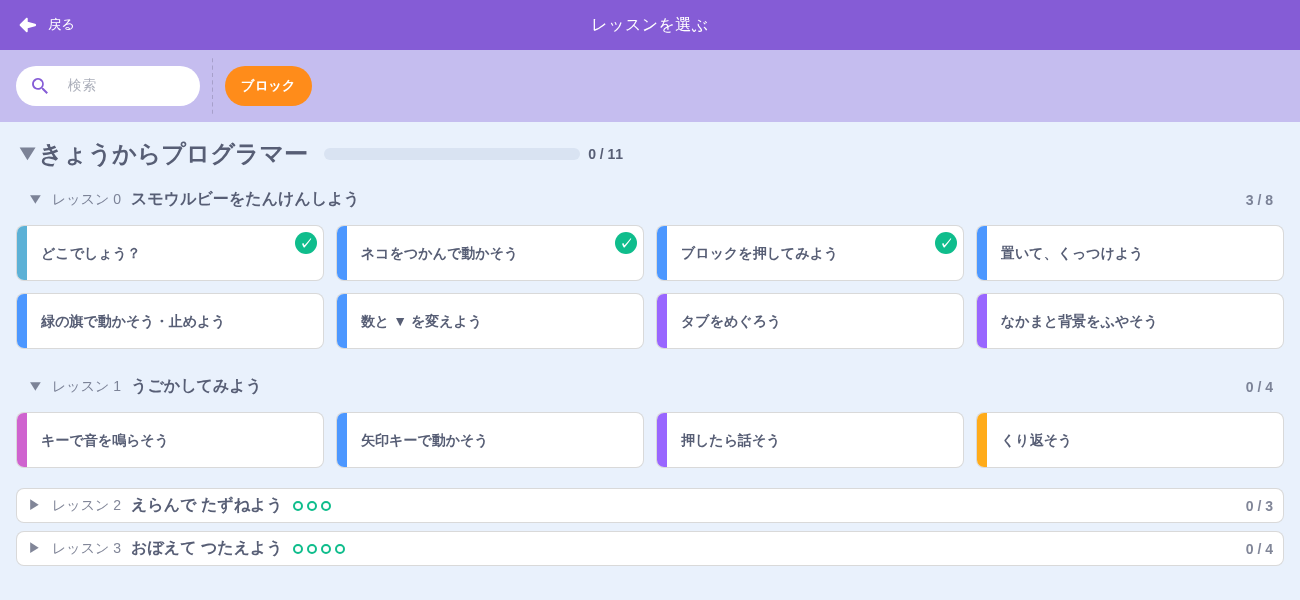 戻る
レッスンを選ぶ
検索
ブロック
▼きょうからプログラマー 0 / 11
▼ レッスン 0 スモウルビーをたんけんしよう 3 / 8
どこでしょう？ ✓ ネコをつかんで動かそう ✓ ブロックを押してみよう ✓ 置いて、くっつけよう
緑の旗で動かそう・止めよう 数と ▼ を変えよう タブをめぐろう なかまと背景をふやそう
▼ レッスン 1 うごかしてみよう 0 / 4
キーで音を鳴らそう 矢印キーで動かそう 押したら話そう くり返そう
▶ レッスン 2 えらんで たずねよう 0 / 3
▶ レッスン 3 おぼえて つたえよう 0 / 4